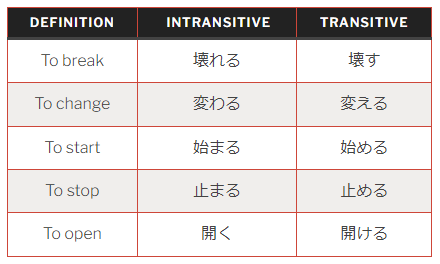 DEFINITION INTRANSITIVE TRANSITIVE
To break 壊れる 壊す
To change 変わる 変える
To start 始まる 始める
To stop 止まる 止める
To open 開く 開ける